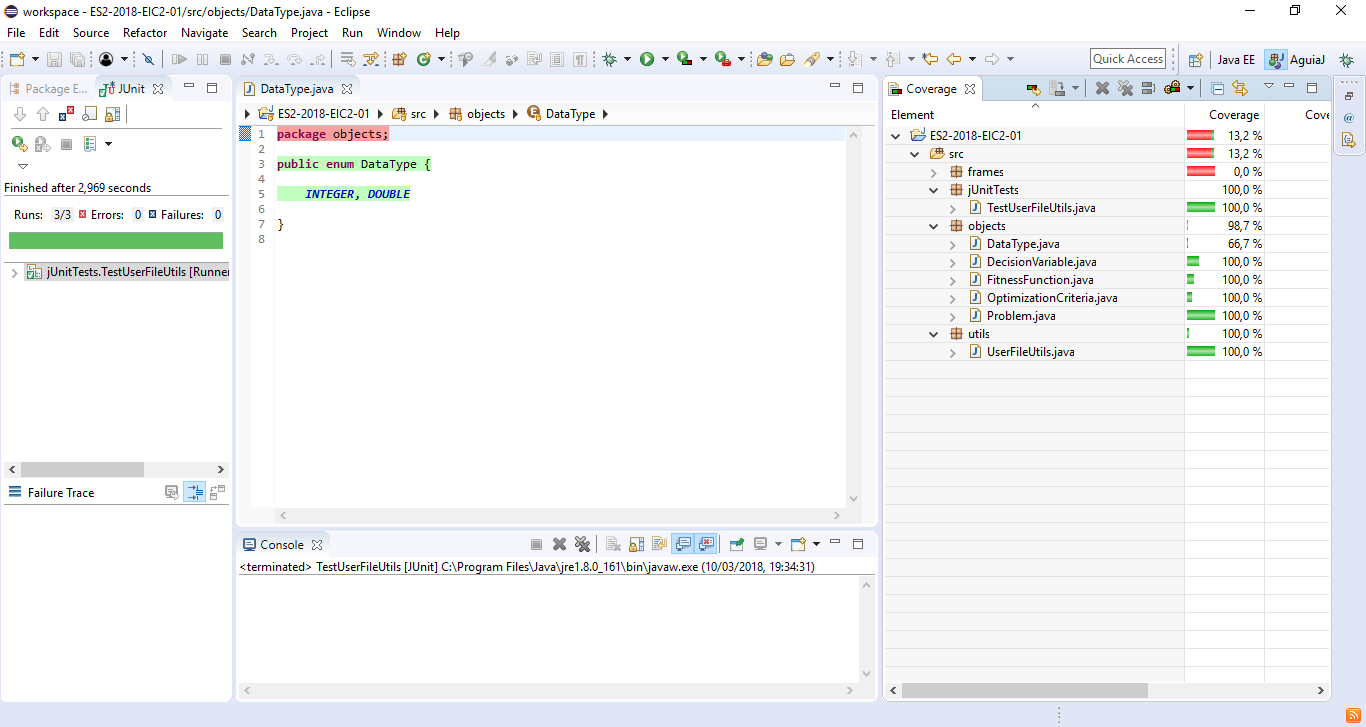 workspace - ES2-2018-EIC2-01/src/objects/DataType.java - Eclipse
File Edit Source Refactor Navigate Search Project Run Window Help
Quick Access
Java EE
AguiaJ
Package E...
JUnit
Finished after 2,969 seconds
Runs: 3/3 Errors: 0 Failures: 0
jUnitTests.TestUserFileUtils [Runner
Failure Trace
DataType.java
ES2-2018-EIC2-01 src objects DataType
1 package objects;
2
3 public enum DataType {
4
5 INTEGER, DOUBLE
6
7 }
8
Console
<terminated> TestUserFileUtils [JUnit] C:\Program Files\Java\jre1.8.0_161\bin\javaw.exe (10/03/2018, 19:34:31)
Coverage
Element Coverage Cove
ES2-2018-EIC2-01 13,2 %
src 13,2 %
frames 0,0 %
jUnitTests 100,0 %
TestUserFileUtils.java 100,0 %
objects 98,7 %
DataType.java 66,7 %
DecisionVariable.java 100,0 %
FitnessFunction.java 100,0 %
OptimizationCriteria.java 100,0 %
Problem.java 100,0 %
utils 100,0 %
UserFileUtils.java 100,0 %